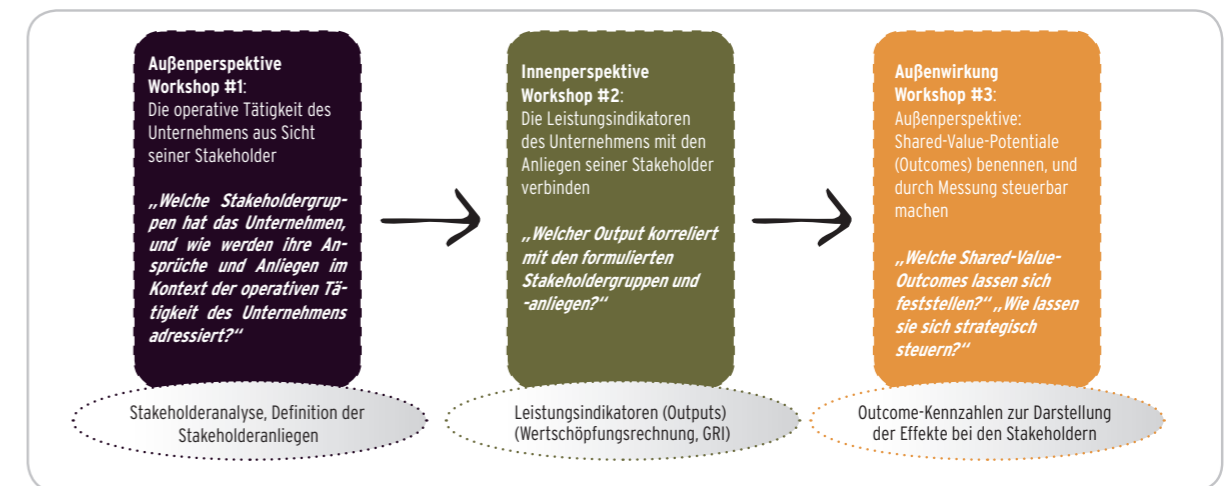 Außenperspektive
Workshop #1:
Die operative Tätigkeit des
Unternehmens aus Sicht
seiner Stakeholder
„Welche Stakeholdergrup-
pen hat das Unternehmen,
und wie werden ihre An-
sprüche und Anliegen im
Kontext der operativen Tä-
tigkeit des Unternehmens
adressiert?“
Stakeholderanalyse, Definition der
Stakeholderanliegen
Innenperspektive
Workshop #2:
Die Leistungsindikatoren
des Unternehmens mit den
Anliegen seiner Stakeholder
verbinden
„Welcher Output korreliert
mit den formulierten
Stakeholdergruppen und
-anliegen?“
Leistungsindikatoren (Outputs)
(Wertschöpfungsrechnung, GRI)
Außenwirkung
Workshop #3:
Außenperspektive:
Shared-Value-Potentiale
(Outcomes) benennen, und
durch Messung steuerbar
machen
„Welche Shared-Value-
Outcomes lassen sich
feststellen?“ „Wie lassen
sie sich strategisch
steuern?“
Outcome-Kennzahlen zur Darstellung
der Effekte bei den Stakeholdern